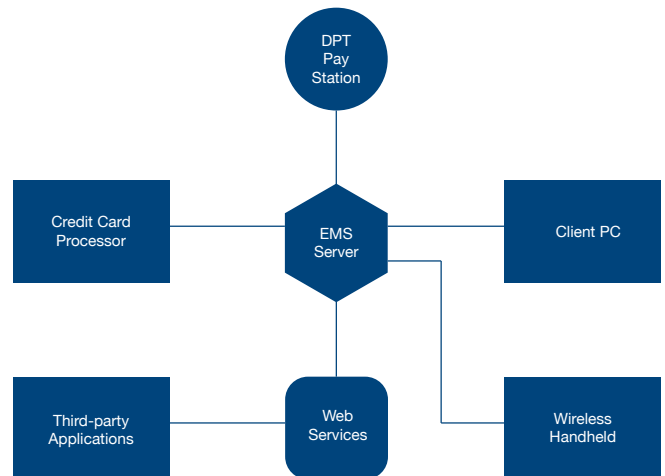 DPT
Pay
Station
Credit Card
Processor
EMS
Server
Client PC
Third-party
Applications
Web
Services
Wireless
Handheld